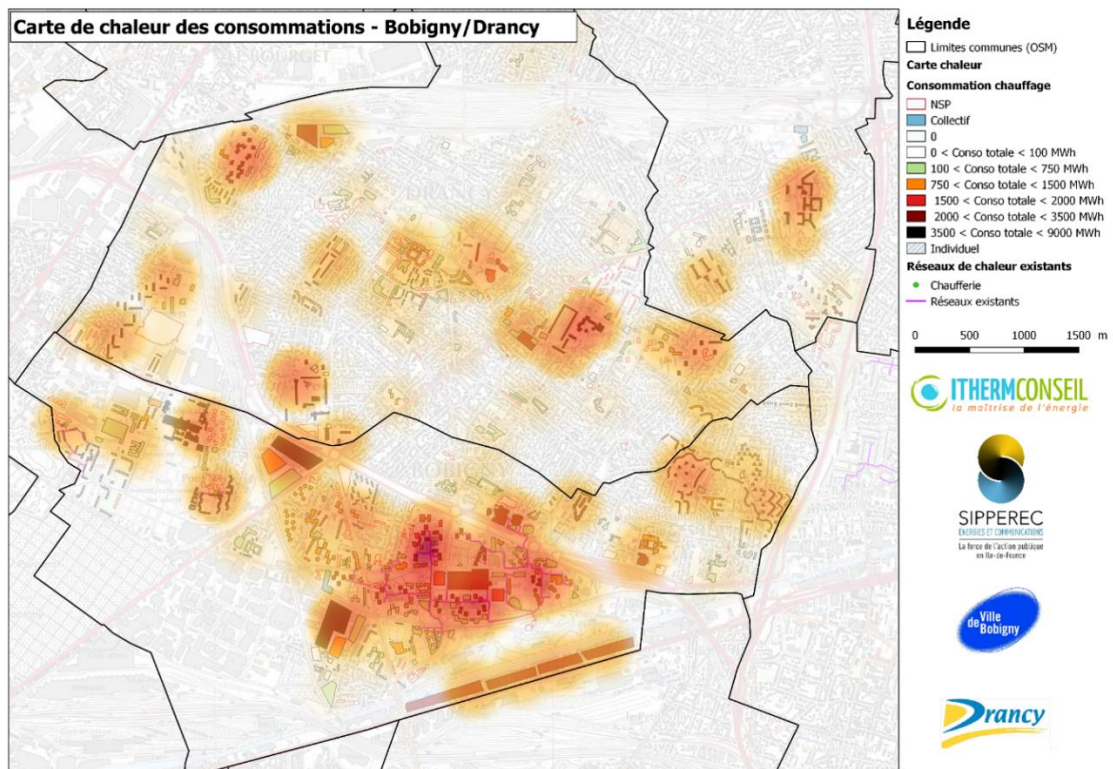 Carte de chaleur des consommations - Bobigny/Drancy
DRANCY
BOBIGNY
Légende
Limites communes (OSM)
Carte chaleur
Consommation chauffage
NSP
Collectif
0
0 < Conso totale < 100 MWh
100 < Conso totale < 750 MWh
750 < Conso totale < 1500 MWh
1500 < Conso totale < 2000 MWh
2000 < Conso totale < 3500 MWh
3500 < Conso totale < 9000 MWh
Individuel
Réseaux de chaleur existants
Chaufferie
Réseaux existants
0 500 1000 1500 m
ITHERMCONSEIL
la maîtrise de l'énergie
SIPPEREC
ENERGIES ET COMMUNICATIONS
La force de l'action publique
en Ile-de-France
Ville
de Bobigny
Drancy